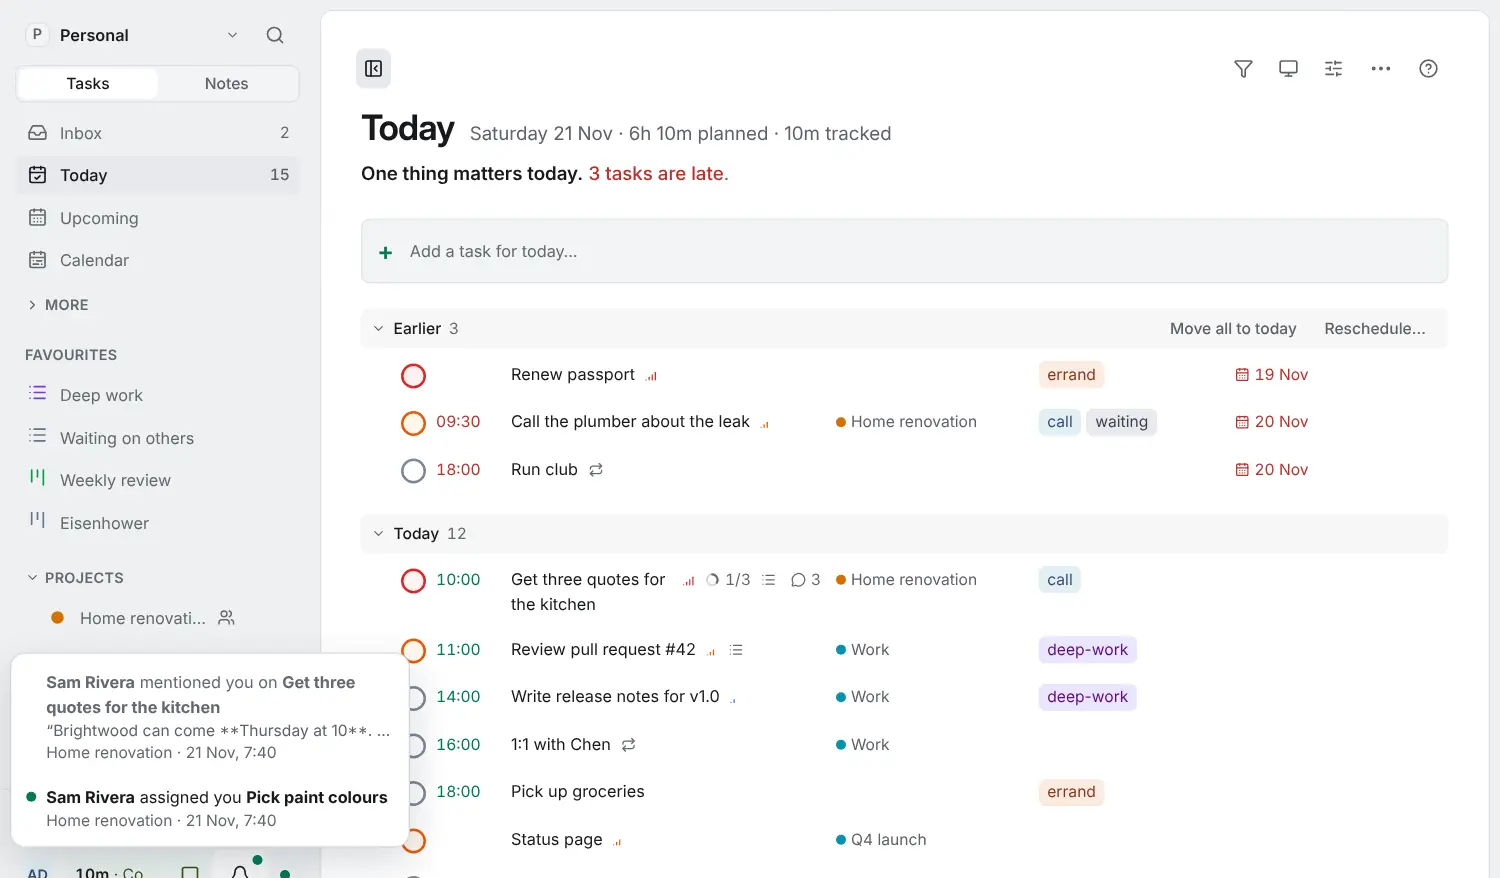 P Personal
Tasks Notes
Inbox 2
Today 15
Upcoming
Calendar
MORE
FAVOURITES
Deep work
Waiting on others
Weekly review
Eisenhower
PROJECTS
Home renovati...
Sam Rivera mentioned you on Get three
quotes for the kitchen
“Brightwood can come **Thursday at 10**. ...
Home renovation · 21 Nov, 7:40
Sam Rivera assigned you Pick paint colours
Home renovation · 21 Nov, 7:40
AD 10m · Co
Today Saturday 21 Nov · 6h 10m planned · 10m tracked
One thing matters today. 3 tasks are late.
+ Add a task for today...
Earlier 3 Move all to today Reschedule...
Renew passport errand 19 Nov
09:30 Call the plumber about the leak Home renovation call waiting 20 Nov
18:00 Run club 20 Nov
Today 12
10:00 Get three quotes for 1/3 3 Home renovation call
the kitchen
11:00 Review pull request #42 Work deep-work
14:00 Write release notes for v1.0 Work deep-work
16:00 1:1 with Chen Work
18:00 Pick up groceries errand
Status page Q4 launch